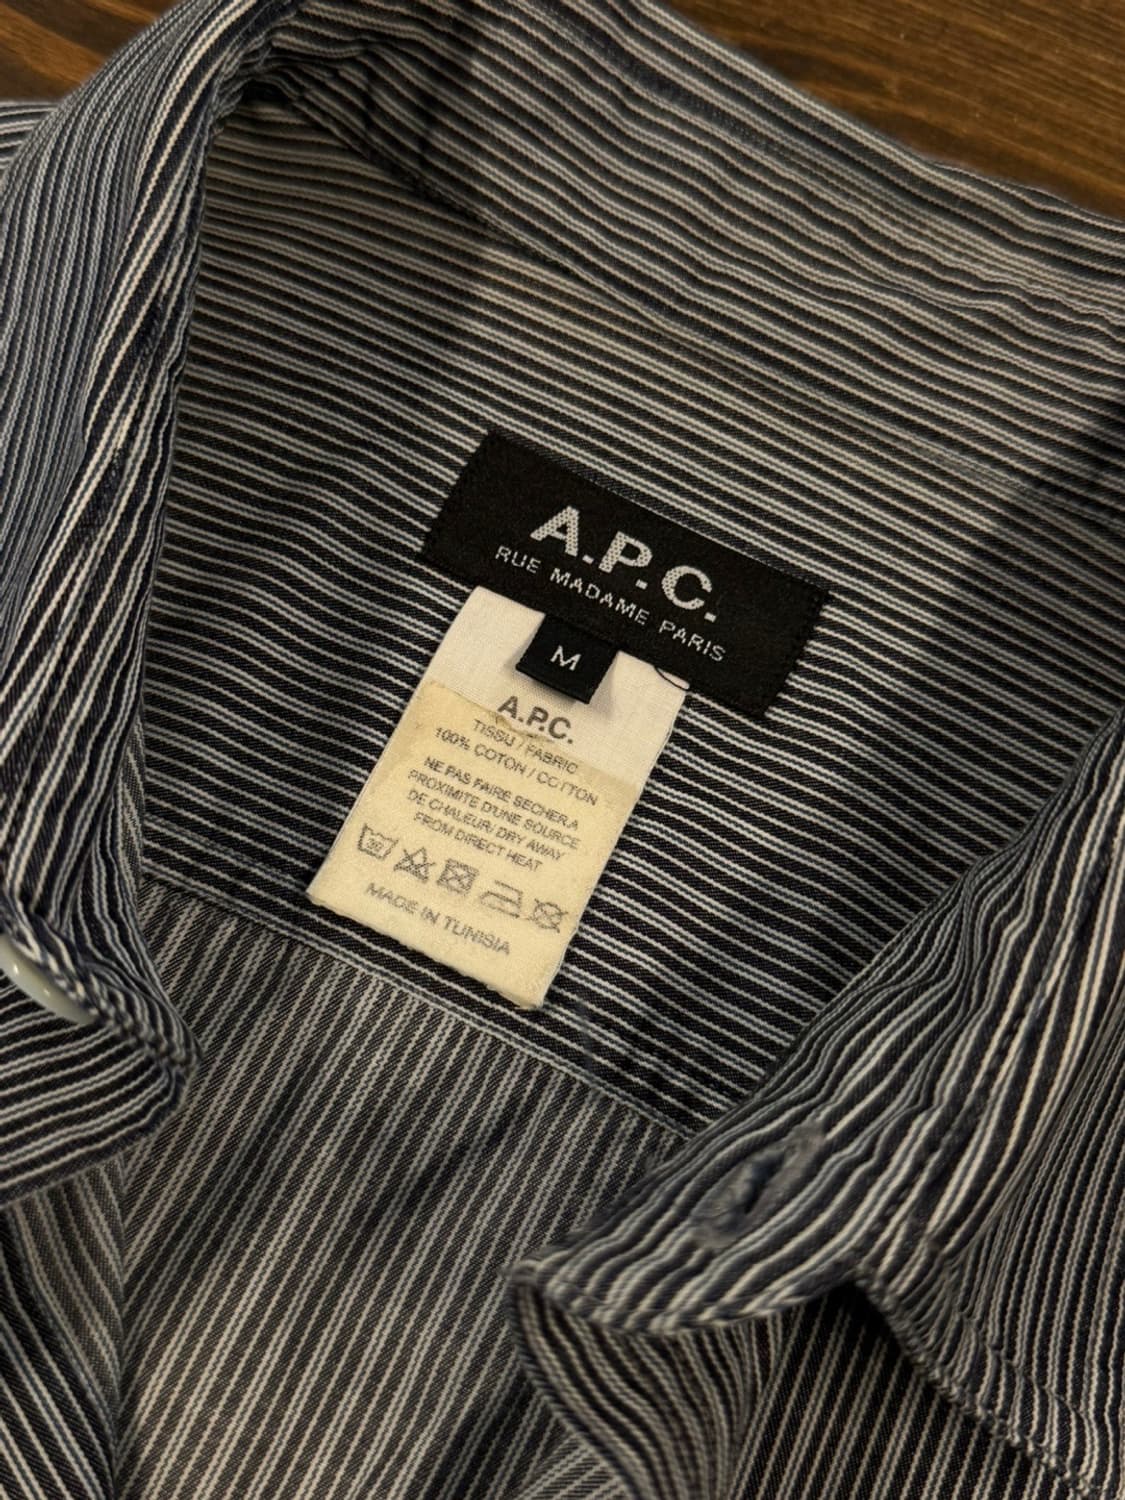 A.P.C.
RUE MADAME PARIS
M
A.P.C.
TISSU / FABRIC
100% COTON / COTTON
NE PAS FAIRE SECHER A
PROXIMITE D'UNE SOURCE
DE CHALEUR/ DRY AWAY
FROM DIRECT HEAT
30
MADE IN TUNISIA